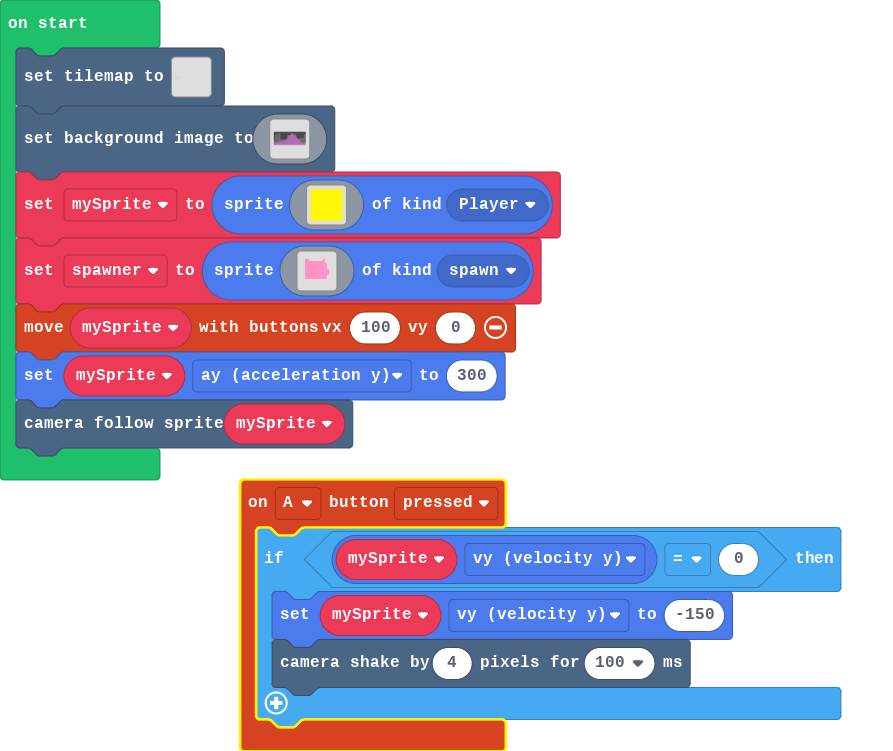 on start
set tilemap to
set background image to
set mySprite to sprite of kind Player
set spawner to sprite of kind spawn
move mySprite with buttons vx 100 vy 0
set mySprite ay (acceleration y) to 300
camera follow sprite mySprite
on A button pressed
if mySprite vy (velocity y) = 0 then
set mySprite vy (velocity y) to -150
camera shake by 4 pixels for 100 ms